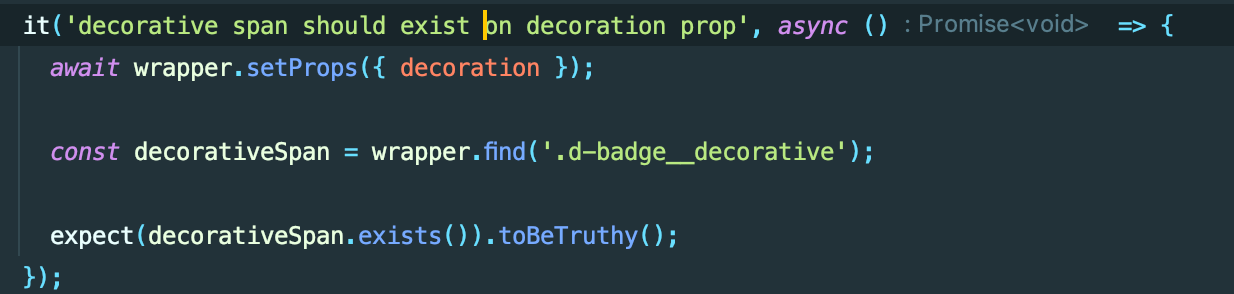 it('decorative span should exist on decoration prop', async () : Promise<void> => {
await wrapper.setProps({ decoration });
const decorativeSpan = wrapper.find('.d-badge__decorative');
expect(decorativeSpan.exists()).toBeTruthy();
});